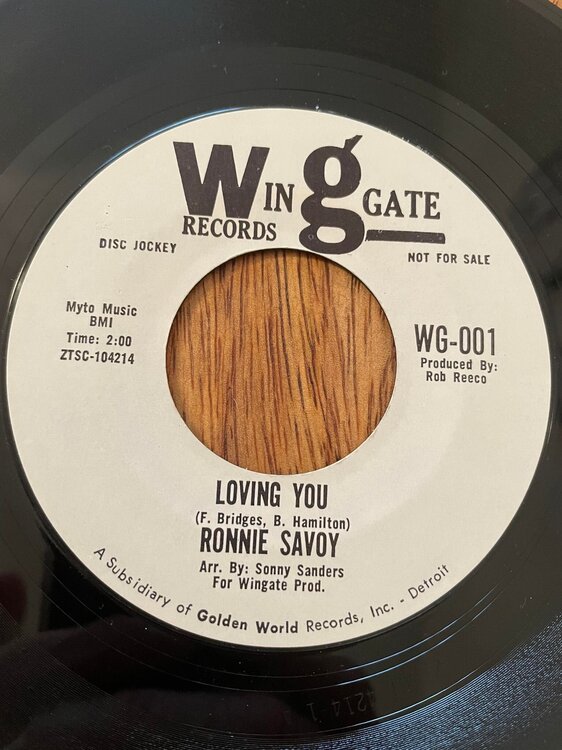 WINGATE
RECORDS
DISC JOCKEY
NOT FOR SALE
Myto Music
BMI
Time: 2:00
ZTSC-104214
WG-001
Produced By:
Rob Reeco
LOVING YOU
(F. Bridges, B. Hamilton)
RONNIE SAVOY
Arr. By: Sonny Sanders
For Wingate Prod.
A Subsidiary of Golden World Records, Inc. - Detroit